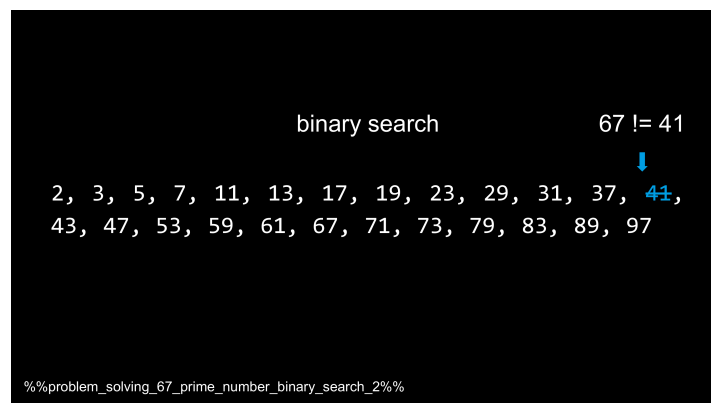 binary search 67 != 41
2, 3, 5, 7, 11, 13, 17, 19, 23, 29, 31, 37, 41,
43, 47, 53, 59, 61, 67, 71, 73, 79, 83, 89, 97
%%problem_solving_67_prime_number_binary_search_2%%